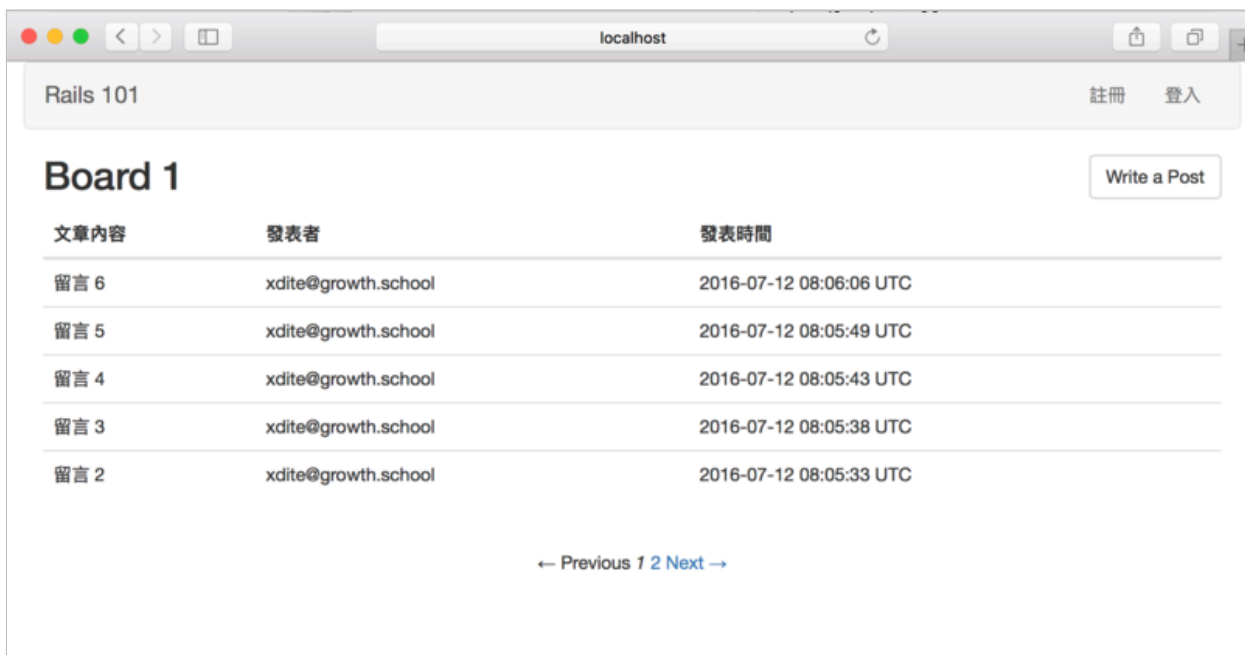 localhost
Rails 101 註冊 登入
Board 1 Write a Post
文章內容 發表者 發表時間
留言 6 xdite@growth.school 2016-07-12 08:06:06 UTC
留言 5 xdite@growth.school 2016-07-12 08:05:49 UTC
留言 4 xdite@growth.school 2016-07-12 08:05:43 UTC
留言 3 xdite@growth.school 2016-07-12 08:05:38 UTC
留言 2 xdite@growth.school 2016-07-12 08:05:33 UTC
← Previous 1 2 Next →